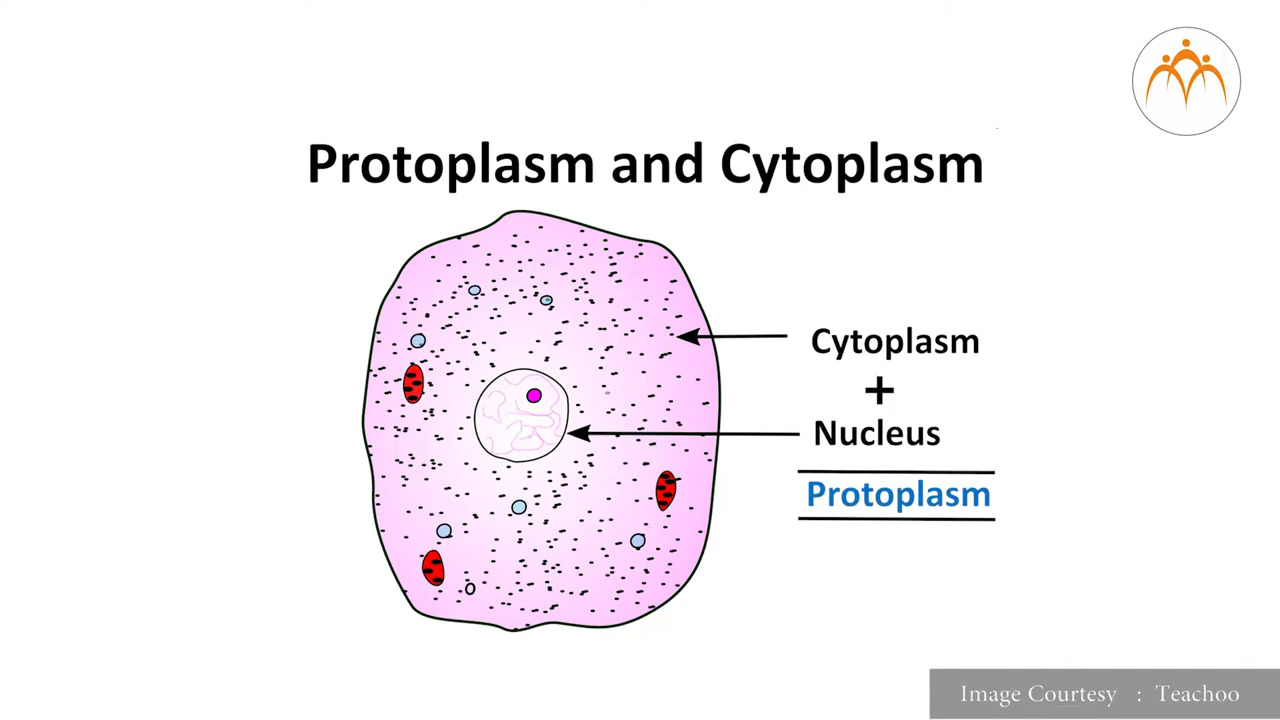 Protoplasm and Cytoplasm
Cytoplasm
+
Nucleus
Protoplasm
Image Courtesy : Teachoo